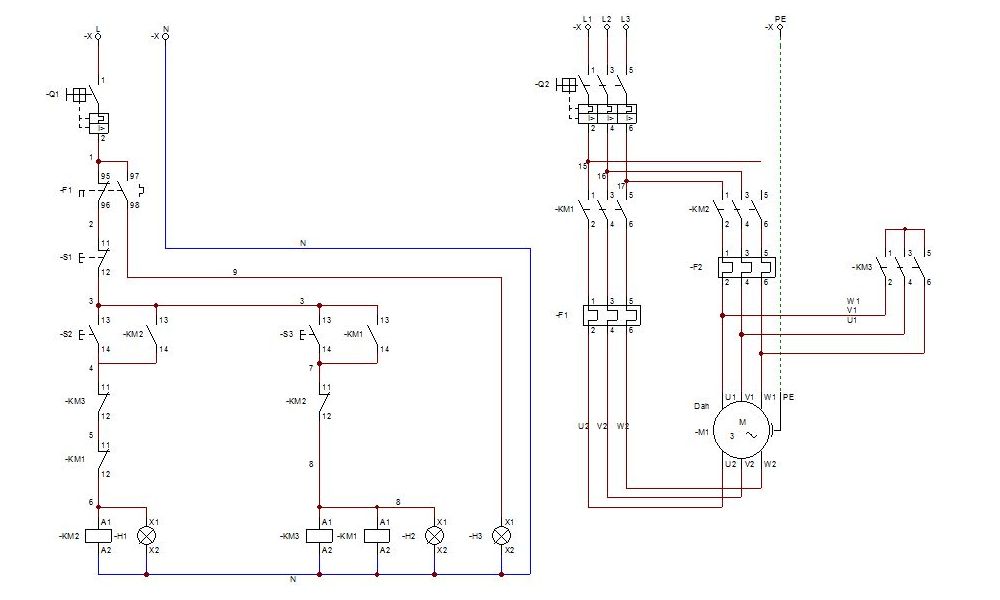 L N L1 L2 L3 PE
-X -X -X -X
1 1 3 5
-Q1 -Q2
I> I> I> I>
2 2 4 6
1 15 16 17
95 97 1 3 5 1 3 5
-F1 -KM1 -KM2
96 98 2 4 6 2 4 6
2
11 N 1 3 5 1 3 5
-S1 -F2 -KM3
12 9 2 4 6 2 4 6
3 3 1 3 5 W1
-F1 V1
2 4 6 U1
13 13 13 13
-S2 -KM2 -S3 -KM1
14 14 14 14
4 7
11 11
-KM3 -KM2 U1 V1 W1 PE
12 12 Dah
5 U2 V2 W2 M
11 -M1 3
-KM1 8 U2 V2 W2
12
6 8
A1 X1 A1 A1 X1 X1
-KM2 -H1 -KM3 -KM1 -H2 -H3
A2 X2 A2 A2 X2 X2
N